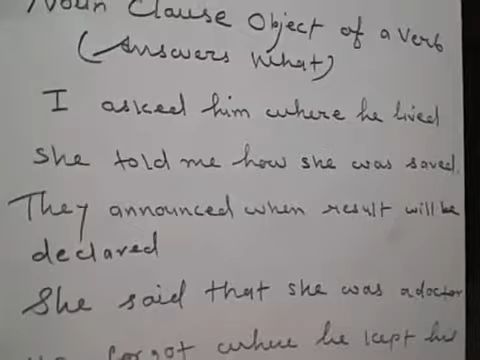 Noun Clause Object of a verb
(Answers What)
I asked him where he lived
She told me how she was saved.
They announced when result will be
declared
She said that she was a doctor
forgot where he kept his